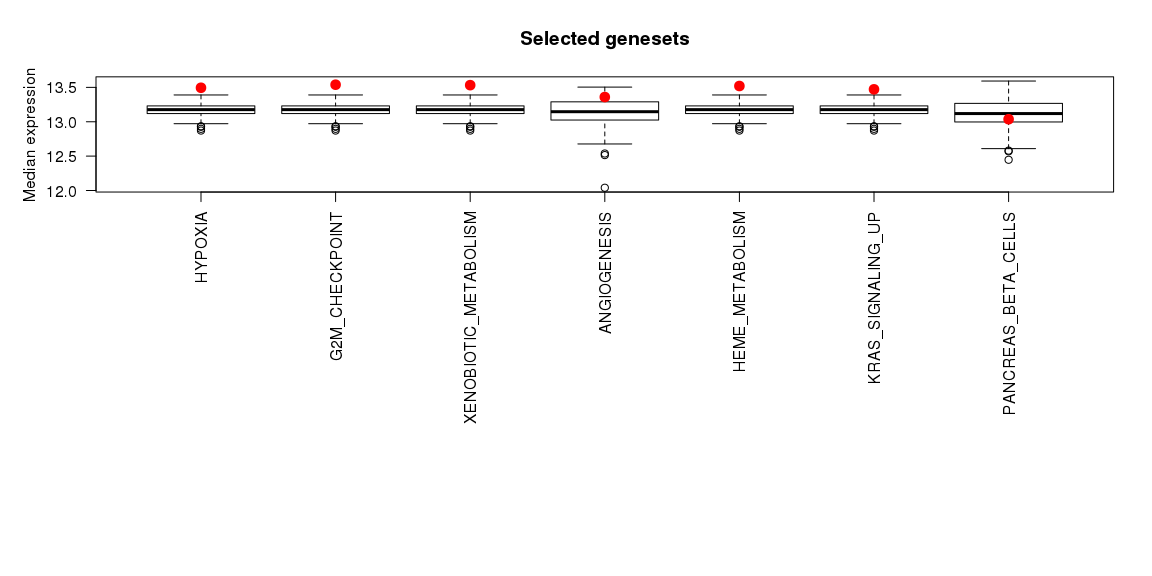 Selected genesets
Median expression
13.5
13.0
12.5
12.0
HYPOXIA
G2M_CHECKPOINT
XENOBIOTIC_METABOLISM
ANGIOGENESIS
HEME_METABOLISM
KRAS_SIGNALING_UP
PANCREAS_BETA_CELLS